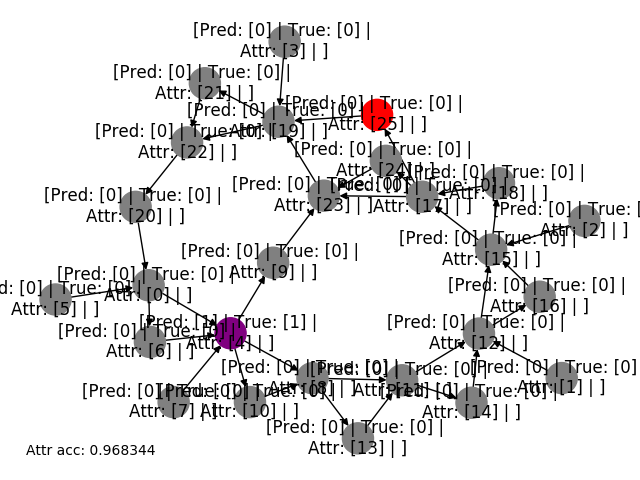 [Pred: [0] | True: [0] |
Attr: [3] | ]
[Pred: [0] | True: [0] |
Attr: [21] | ]
[Pred: [0] | True: [0] |
Attr: [25] | ]
[Pred: [0] | True: [0] |
Attr: [19] | ]
[Pred: [0] | True: [0] |
Attr: [22] | ]
[Pred: [0] | True: [0] |
Attr: [24] | ]
[Pred: [0] | True: [0] |
Attr: [18] | ]
[Pred: [0] | True: [0] |
Attr: [23] | ]
[Pred: [0] | True: [0] |
Attr: [17] | ]
[Pred: [0] | True: [0] |
Attr: [20] | ]
[Pred: [0] | True: [0]
Attr: [2] | ]
[Pred: [0] | True: [0] |
Attr: [15] | ]
[Pred: [0] | True: [0] |
Attr: [9] | ]
[Pred: [0] | True: [0] |
Attr: [0] | ]
d: [0] | True: [0] |
Attr: [5] | ]
[Pred: [0] | True: [0] |
Attr: [16] | ]
[Pred: [1] | True: [1] |
Attr: [4] | ]
[Pred: [0] | True: [0] |
Attr: [6] | ]
[Pred: [0] | True: [0] |
Attr: [12] | ]
[Pred: [0] | True: [0] |
Attr: [8] | ]
[Pred: [0] | True: [0] |
Attr: [11] | ]
[Pred: [0] | True: [0]
Attr: [1] | ]
[Pred: [0] | True: [0] |
Attr: [7] | ]
[Pred: [0] | True: [0] |
Attr: [10] | ]
[Pred: [0] | True: [0] |
Attr: [14] | ]
[Pred: [0] | True: [0] |
Attr: [13] | ]
Attr acc: 0.968344